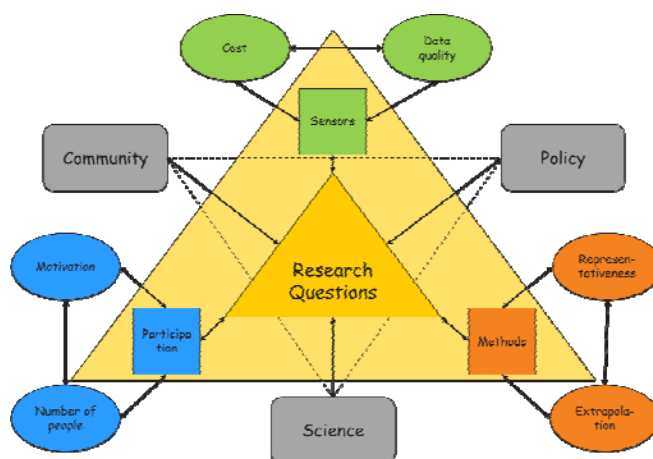 Cost
Data
quality
Sensors
Community
Policy
Research
Questions
Motivation
Represen-
tativeness
Participa
tion
Methods
Number of
people
Science
Extrapola-
tion